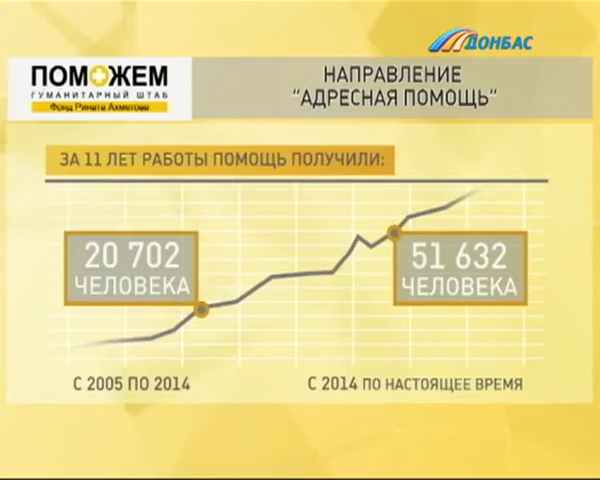 ДОНБАС
ПОМОЖЕМ
ГУМАНИТАРНЫЙ ШТАБ
Фонд Рината Ахметова
НАПРАВЛЕНИЕ
"АДРЕСНАЯ ПОМОЩЬ"
ЗА 11 ЛЕТ РАБОТЫ ПОМОЩЬ ПОЛУЧИЛИ:
20 702
ЧЕЛОВЕКА
51 632
ЧЕЛОВЕКА
С 2005 ПО 2014
С 2014 ПО НАСТОЯЩЕЕ ВРЕМЯ